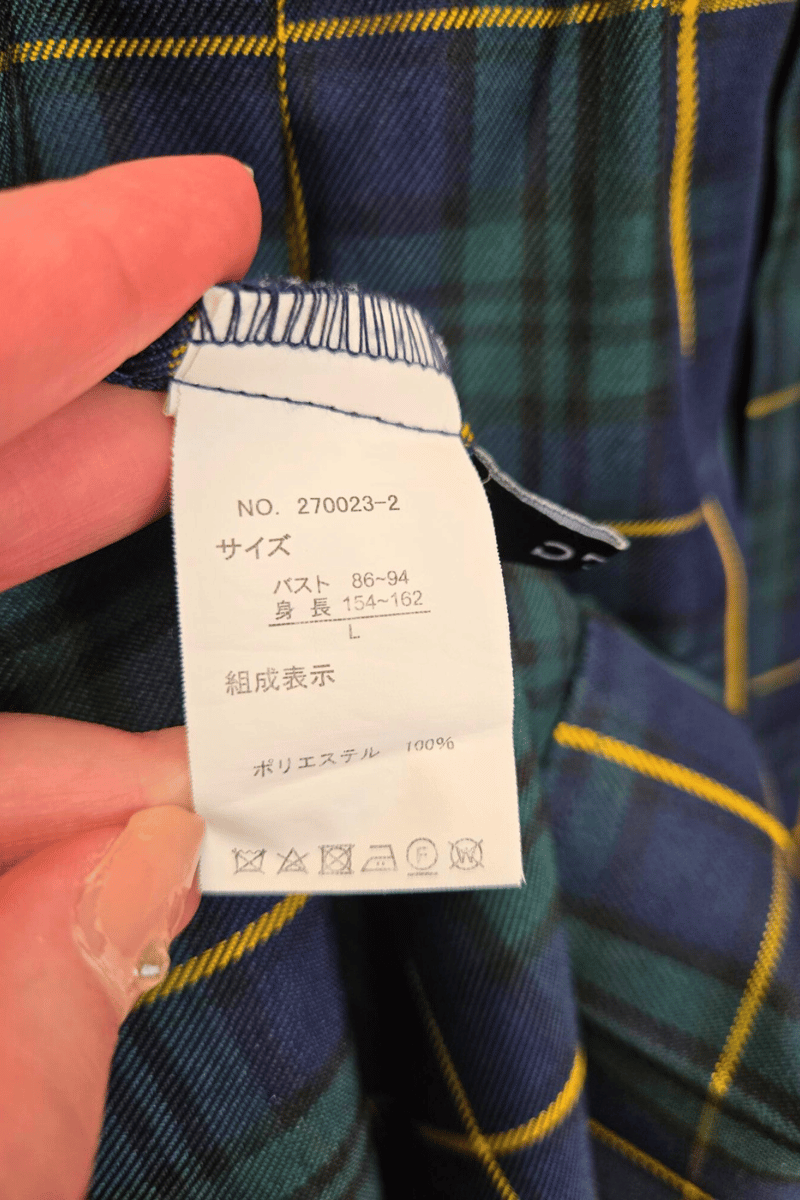 NO. 270023-2
サイズ
バスト 86~94
身 長 154~162
L
組成表示
ポリエステル 100%
F
W